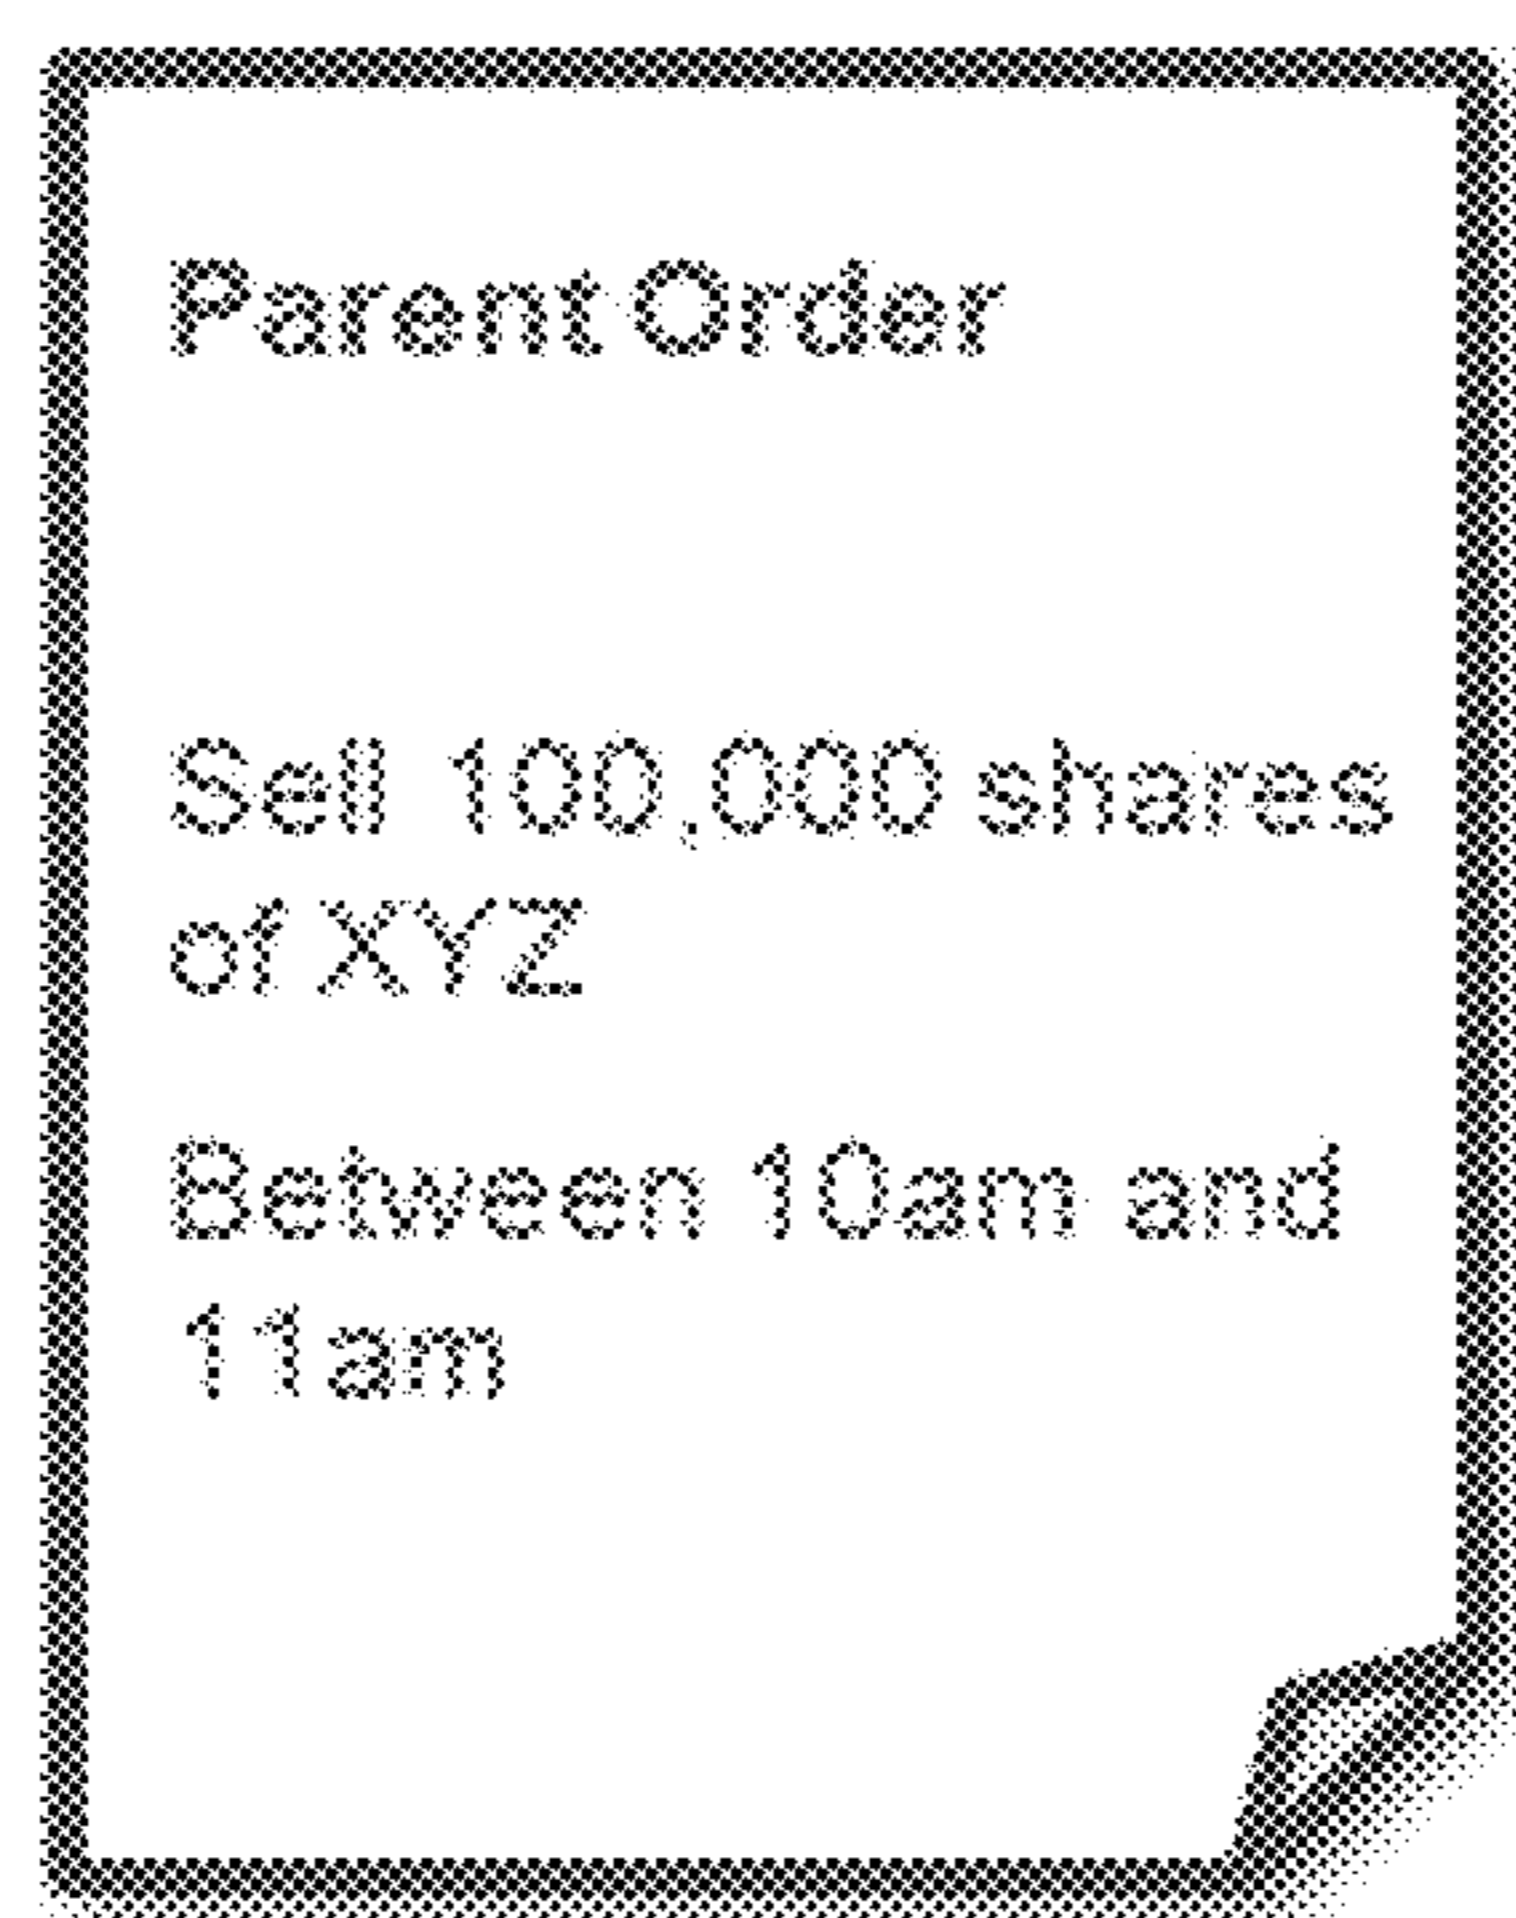 Parent Order
Sell 100,000 shares
of XYZ
Between 10am and
11am